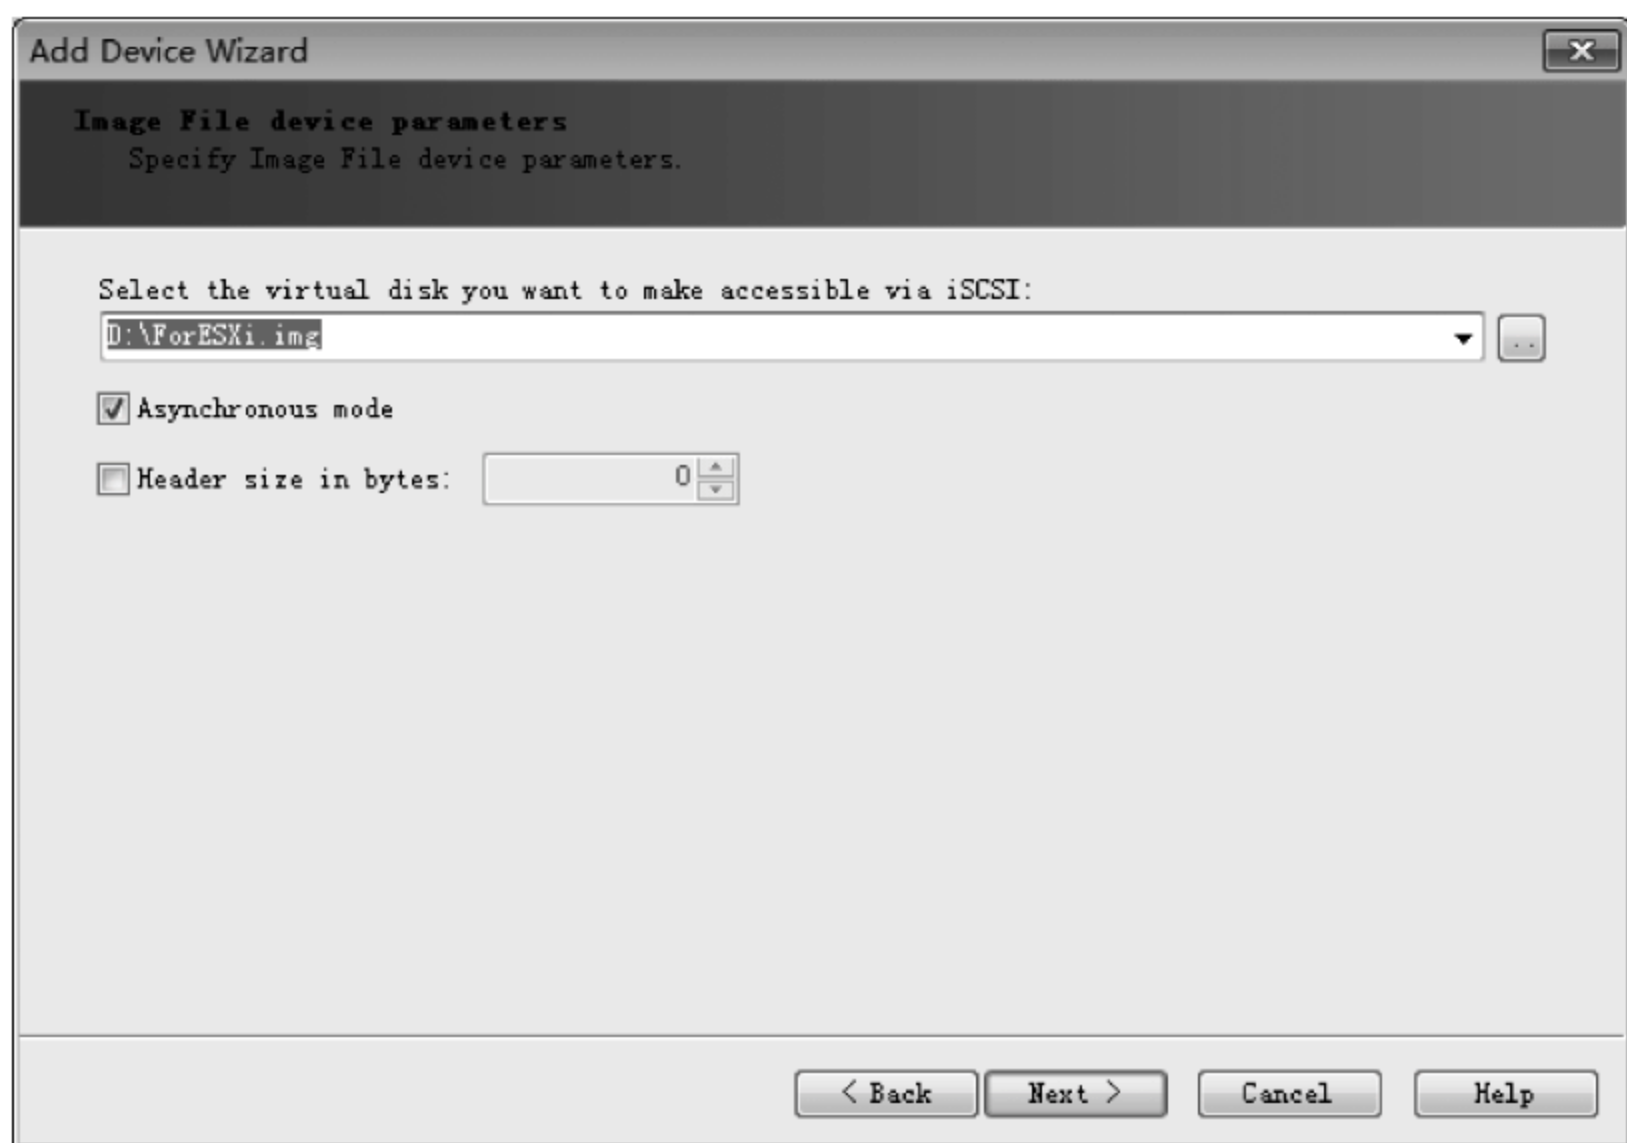 Add Device Wizard
Image File device parameters
Specify Image File device parameters.
Select the virtual disk you want to make accessible via iSCSI:
D:\ForESXi.img
..
Asynchronous mode
Header size in bytes: 0
< Back Next > Cancel Help